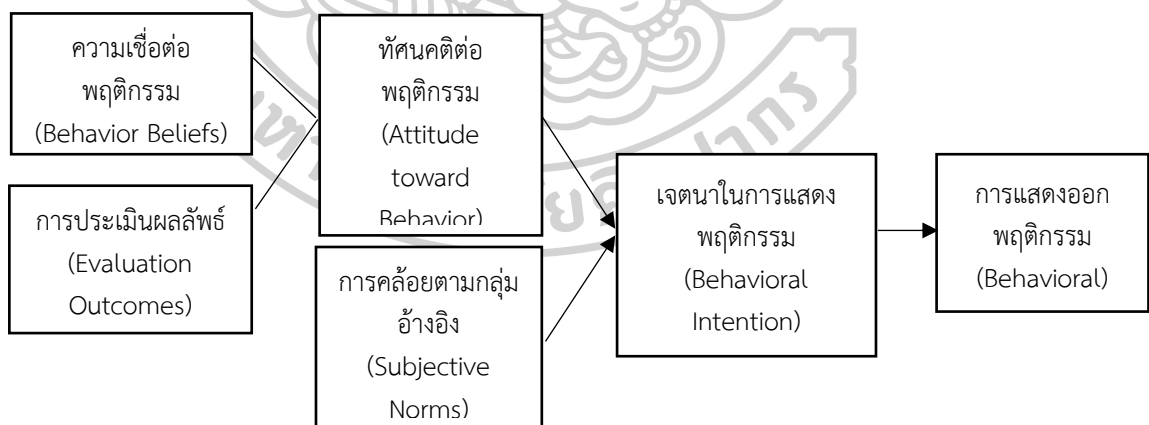 ความเชื่อต่อ
พฤติกรรม
(Behavior Beliefs)
การประเมินผลลัพธ์
(Evaluation
Outcomes)
ทัศนคติต่อ
พฤติกรรม
(Attitude
toward
Behavior)
การคล้อยตามกลุ่ม
อ้างอิง
(Subjective
Norms)
เจตนาในการแสดง
พฤติกรรม
(Behavioral
Intention)
การแสดงออก
พฤติกรรม
(Behavioral)